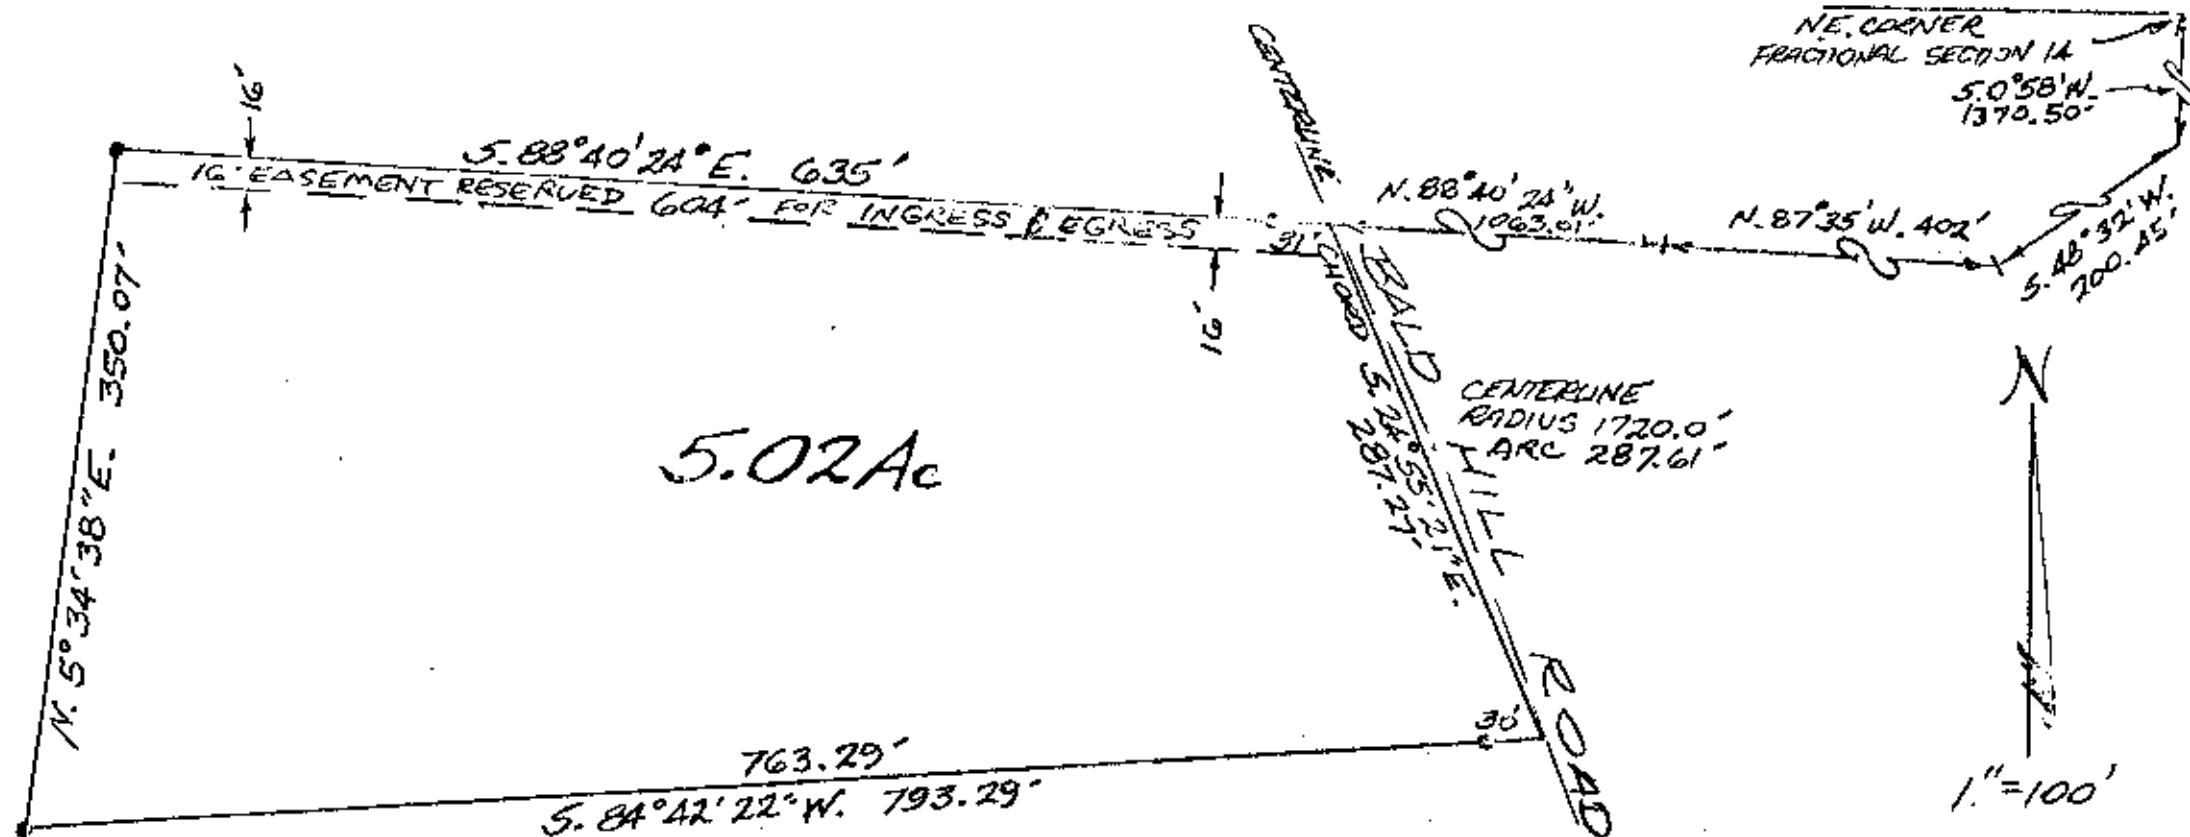 N.E. CORNER
FRACTIONAL SECTION 14
S.0°58'W.
1370.50'
CENTERLINE
16'
S.88°40'24"E. 635'
16' EASEMENT RESERVED 604' FOR INGRESS & EGRESS
31'
16'
N.88°40'24"W.
1063.01'
N.87°35'W. 402'
S.48°32'W.
700.45'
N.5°34'38"E. 350.07'
5.02Ac
CHORD S.24°55'21"E.
287.27'
BALD HILL ROAD
CENTERLINE
RADIUS 1720.0'
ARC 287.61'
N
30'
763.29'
S.84°42'22"W. 793.29'
1"=100'